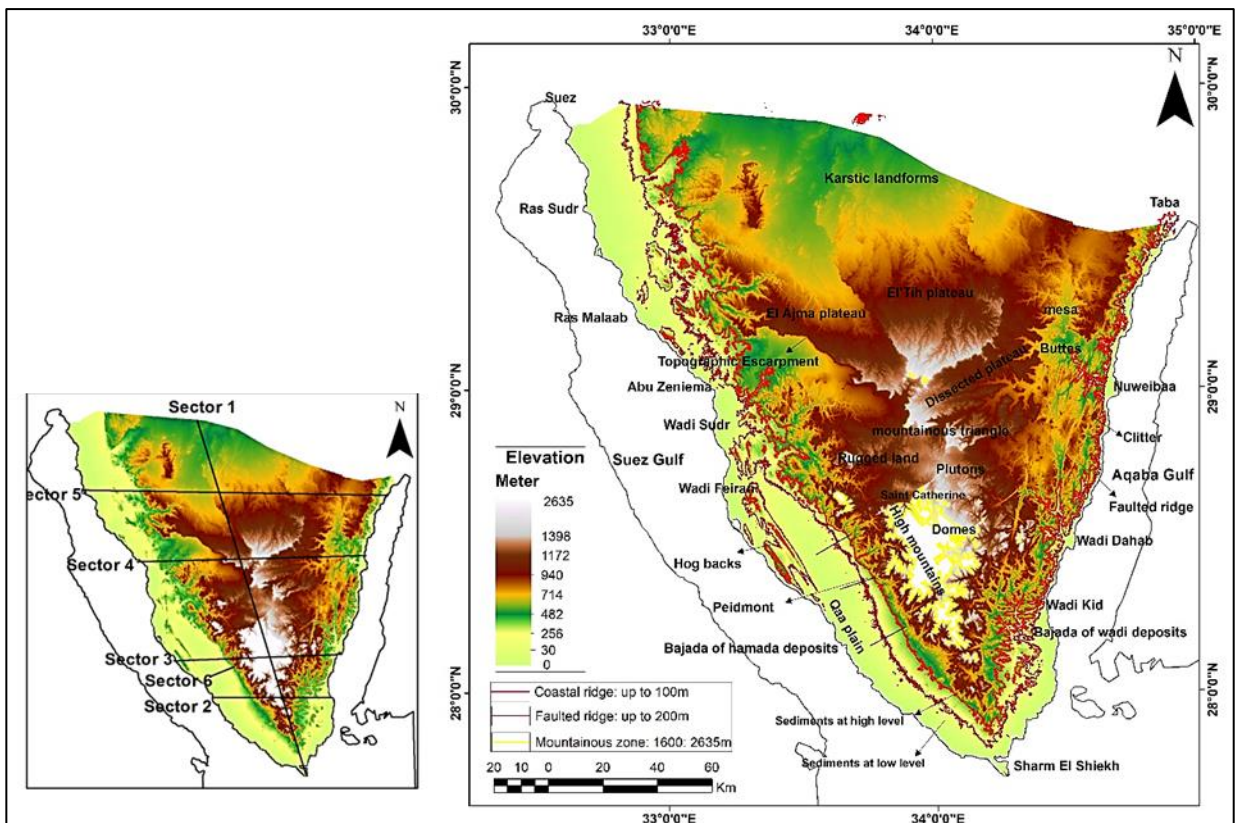 Sector 1
N
ector 5
Sector 4
Sector 3
Sector 6
Sector 2
33°0'0"E
34°0'0"E
35°0'0"E
N
30°0'0"N
30°0'0"N
Suez
Karstic landforms
Taba
Ras Sudr
El'Tih plateau
mesa
El Ajma plateau
Ras Malaab
Buttes
Topographic Escarpment
Dissected plateau
Abu Zeniema
Nuweibaa
29°0'0"N
29°0'0"N
Wadi Sudr
mountainous triangle
Clitter
Suez Gulf
Rugged land
Plutons
Aqaba Gulf
Wadi Feiran
Saint Catherine
Faulted ridge
High mountains
Domes
Wadi Dahab
Hog backs
Peidmont
Wadi Kid
Qaa plain
Bajada of wadi deposits
Bajada of hamada deposits
28°0'0"N
28°0'0"N
Sediments at high level
Sediments at low level
Sharm El Shiekh
Elevation
Meter
2635
1398
1172
940
714
482
256
30
0
Coastal ridge: up to 100m
Faulted ridge: up to 200m
Mountainous zone: 1600: 2635m
20 10 0 20 40 60
Km
33°0'0"E
34°0'0"E